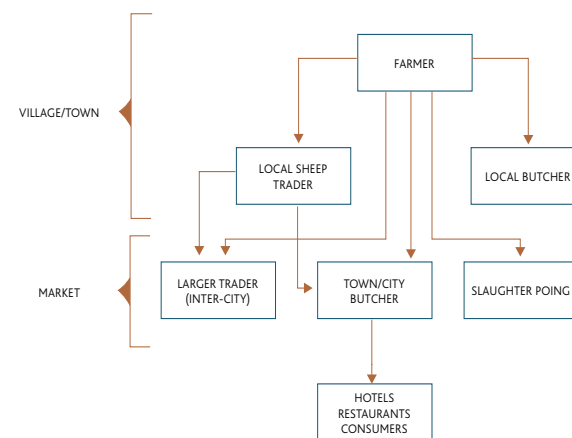 FARMER
VILLAGE/TOWN
LOCAL SHEEP
TRADER
LOCAL BUTCHER
MARKET
LARGER TRADER
(INTER-CITY)
TOWN/CITY
BUTCHER
SLAUGHTER POING
HOTELS
RESTAURANTS
CONSUMERS